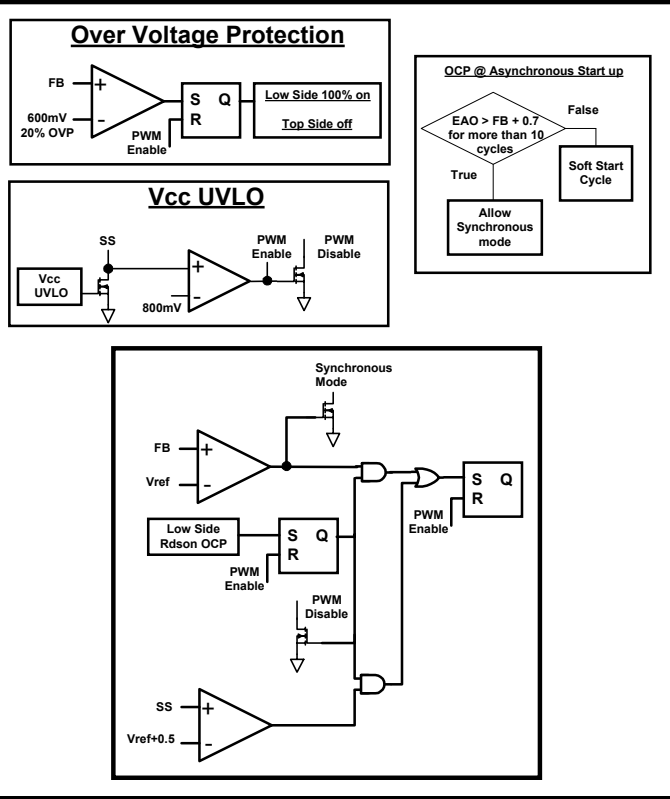 Over Voltage Protection
FB
+
600mV
20% OVP
-
S Q
R
PWM
Enable
Low Side 100% on
Top Side off
OCP @ Asynchronous Start up
EAO > FB + 0.7
for more than 10
cycles
False
True
Soft Start
Cycle
Allow
Synchronous
mode
Vcc UVLO
SS
Vcc
UVLO
+
-
800mV
PWM
Enable
PWM
Disable
Synchronous
Mode
FB
+
Vref
-
Low Side
Rdson OCP
S Q
R
PWM
Enable
S Q
R
PWM
Enable
PWM
Disable
SS
+
Vref+0.5
-